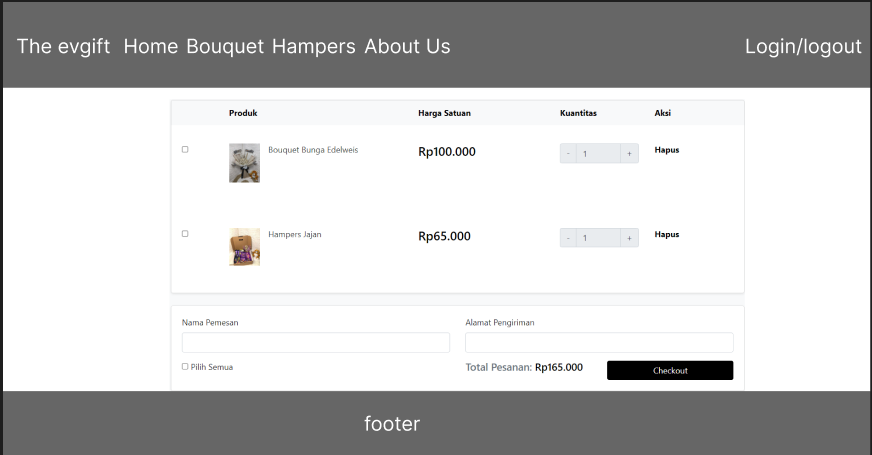 The evgift Home Bouquet Hampers About Us Login/logout
Produk Harga Satuan Kuantitas Aksi
Bouquet Bunga Edelweis Rp100.000 - 1 + Hapus
Hampers Jajan Rp65.000 - 1 + Hapus
Nama Pemesan Alamat Pengiriman
Pilih Semua Total Pesanan: Rp165.000 Checkout
footer